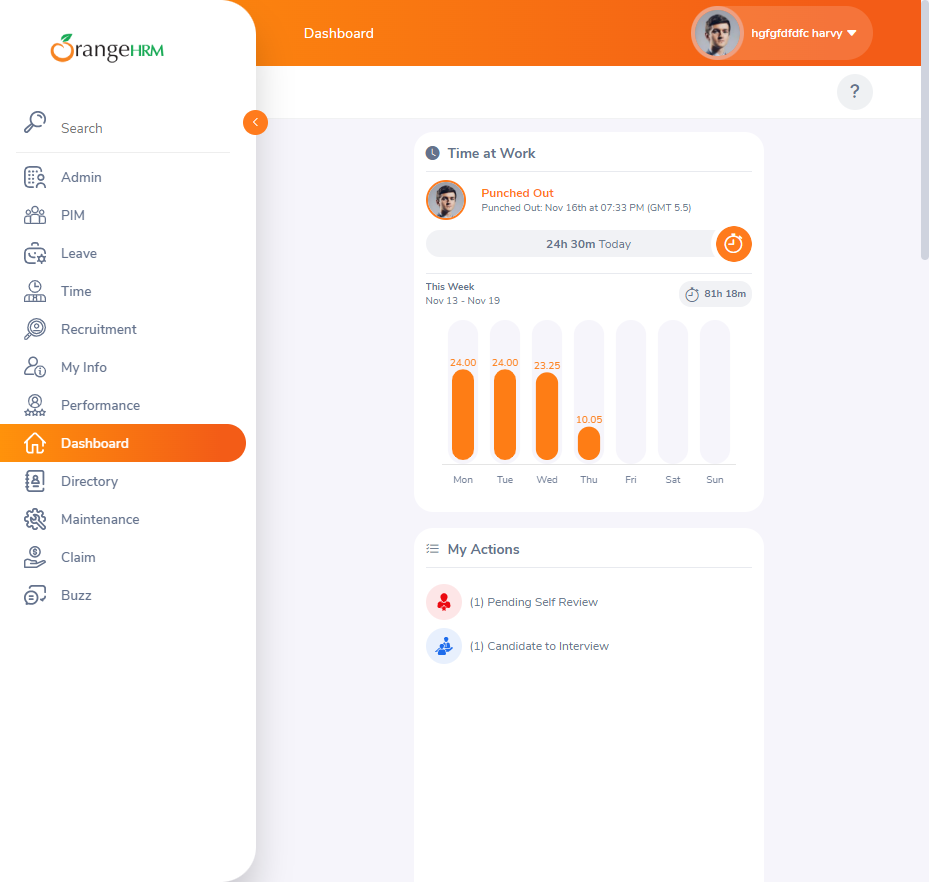 OrangeHRM
Search
Admin
PIM
Leave
Time
Recruitment
My Info
Performance
Dashboard
Directory
Maintenance
Claim
Buzz
Dashboard
hgfgfdfdfc harvy
?
Time at Work
Punched Out
Punched Out: Nov 16th at 07:33 PM (GMT 5.5)
24h 30m Today
This Week
Nov 13 - Nov 19
81h 18m
24.00 24.00 23.25 10.05
Mon Tue Wed Thu Fri Sat Sun
My Actions
(1) Pending Self Review
(1) Candidate to Interview